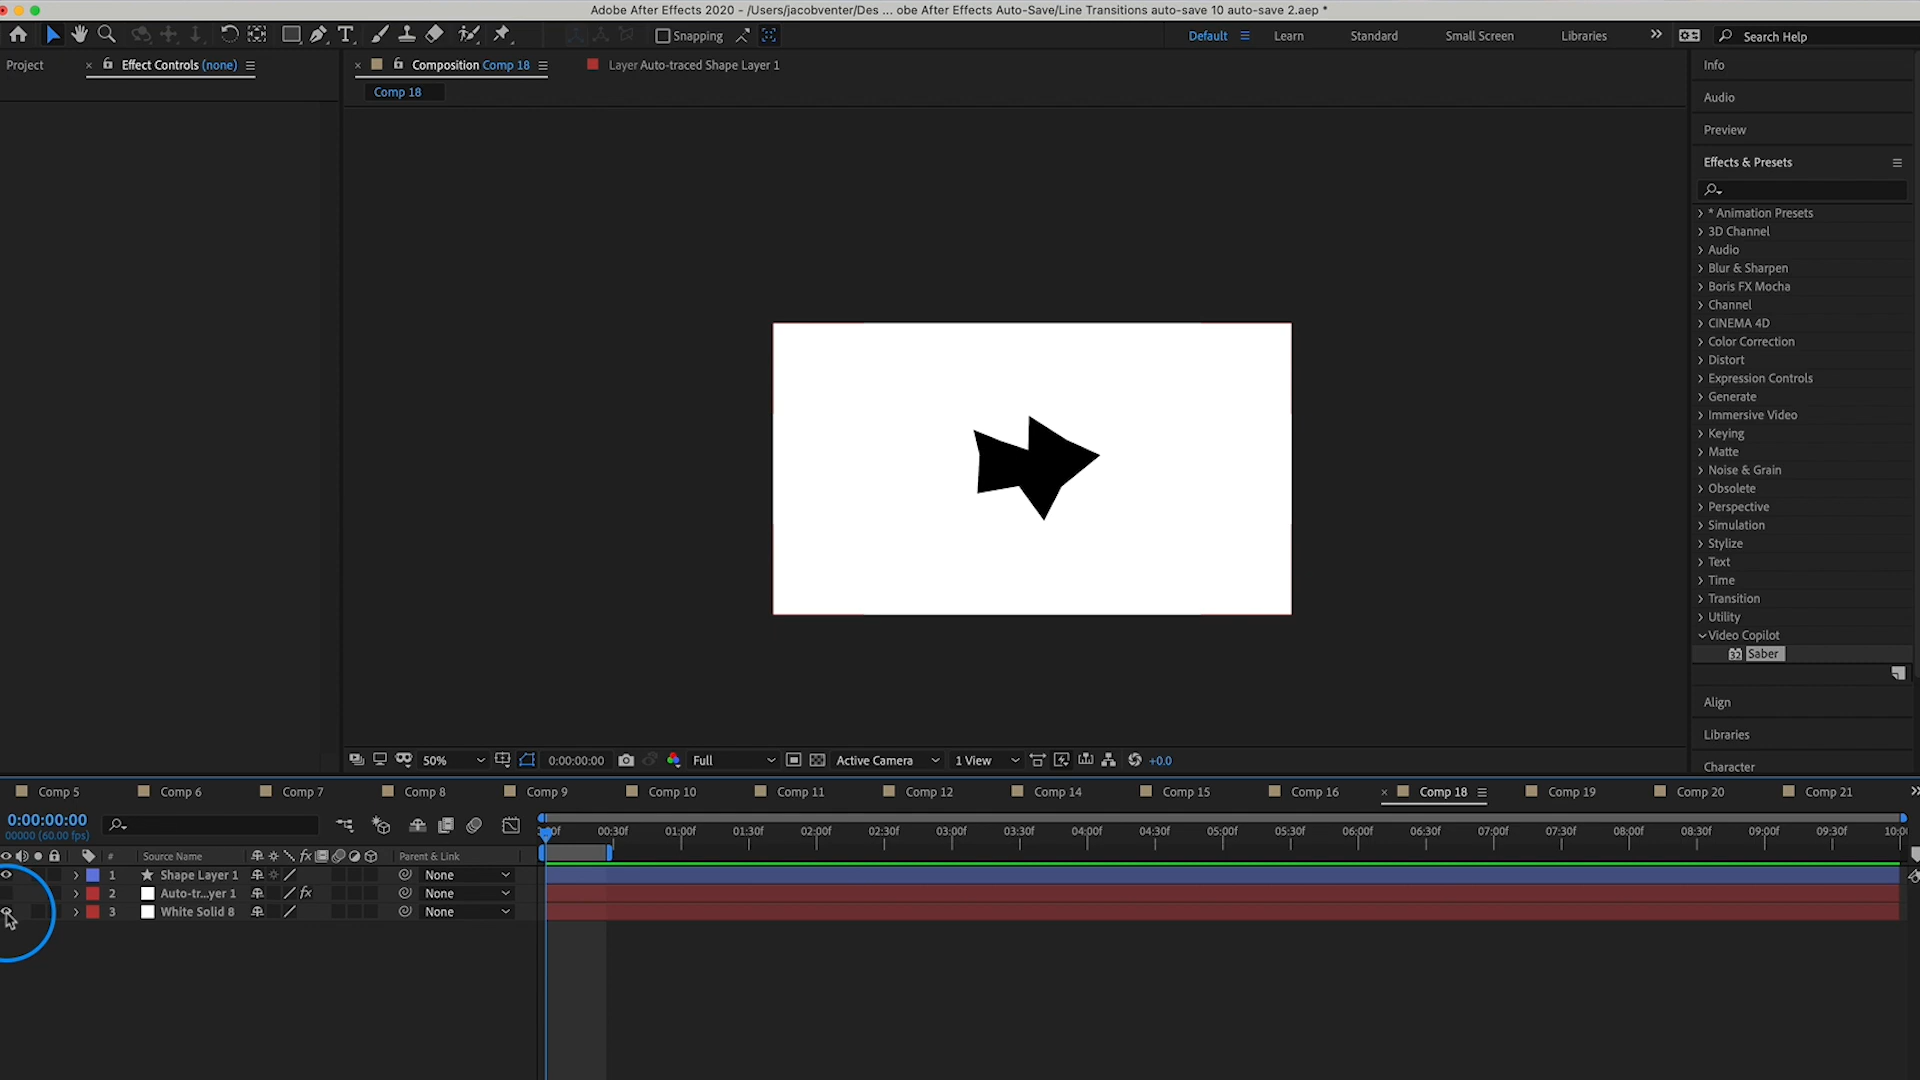 Adobe After Effects 2020 - /Users/jacobventer/Des ... obe After Effects Auto-Save/Line Transitions auto-save 10 auto-save 2.aep *
Snapping
Default
Learn
Standard
Small Screen
Libraries
Search Help
Project
Effect Controls (none)
Composition Comp 18
Layer Auto-traced Shape Layer 1
Comp 18
Info
Audio
Preview
Effects & Presets
* Animation Presets
3D Channel
Audio
Blur & Sharpen
Boris FX Mocha
Channel
CINEMA 4D
Color Correction
Distort
Expression Controls
Generate
Immersive Video
Keying
Matte
Noise & Grain
Obsolete
Perspective
Simulation
Stylize
Text
Time
Transition
Utility
Video Copilot
32 Saber
Align
Libraries
Character
50%
0:00:00:00
Full
Active Camera
1 View
+0.0
Comp 5
Comp 6
Comp 7
Comp 8
Comp 9
Comp 10
Comp 11
Comp 12
Comp 14
Comp 15
Comp 16
Comp 18
Comp 19
Comp 20
Comp 21
0:00:00:00
00000 (60.00 fps)
00:30f 01:00f 01:30f 02:00f 02:30f 03:00f 03:30f 04:00f 04:30f 05:00f 05:30f 06:00f 06:30f 07:00f 07:30f 08:00f 08:30f 09:00f 09:30f
# Source Name fx Parent & Link
1 Shape Layer 1 None
2 Auto-tr...yer 1 fx None
3 White Solid 8 None